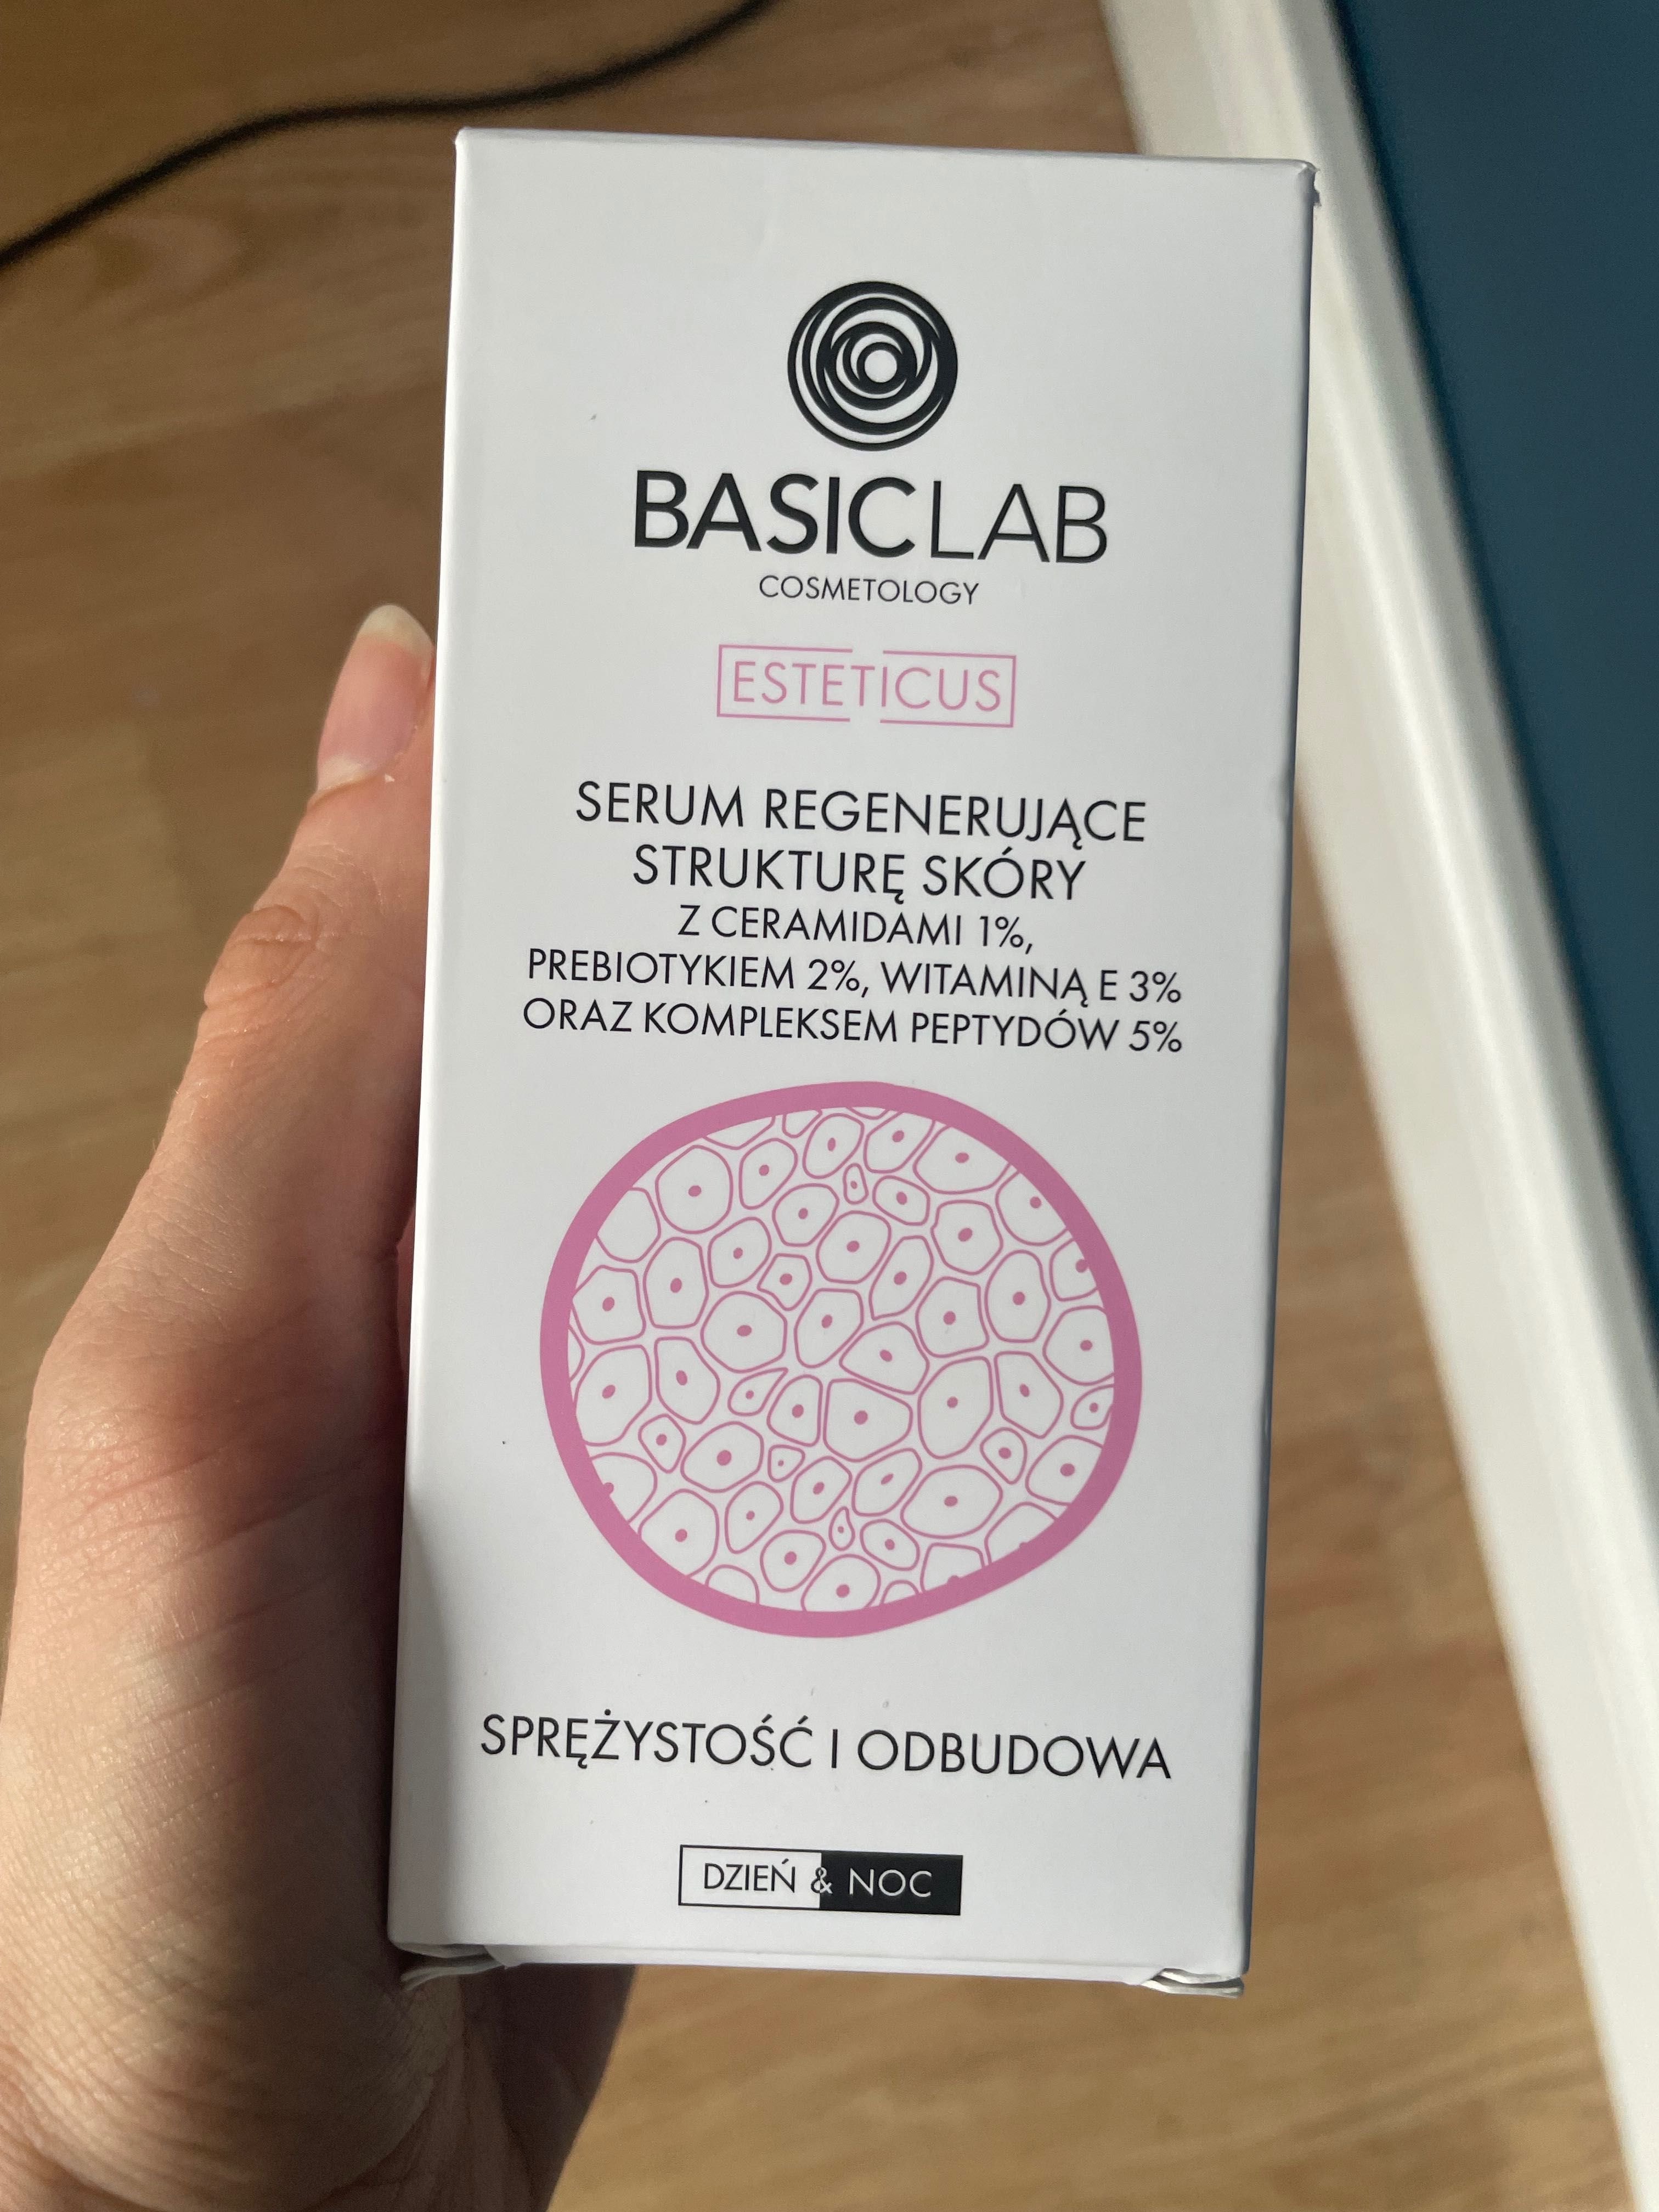 BASICLAB
COSMETOLOGY
ESTETICUS
SERUM REGENERUJĄCE
STRUKTURĘ SKÓRY
Z CERAMIDAMI 1%,
PREBIOTYKIEM 2%, WITAMINĄ E 3%
ORAZ KOMPLEKSEM PEPTYDÓW 5%
SPRĘŻYSTOŚĆ I ODBUDOWA
DZIEŃ & NOC